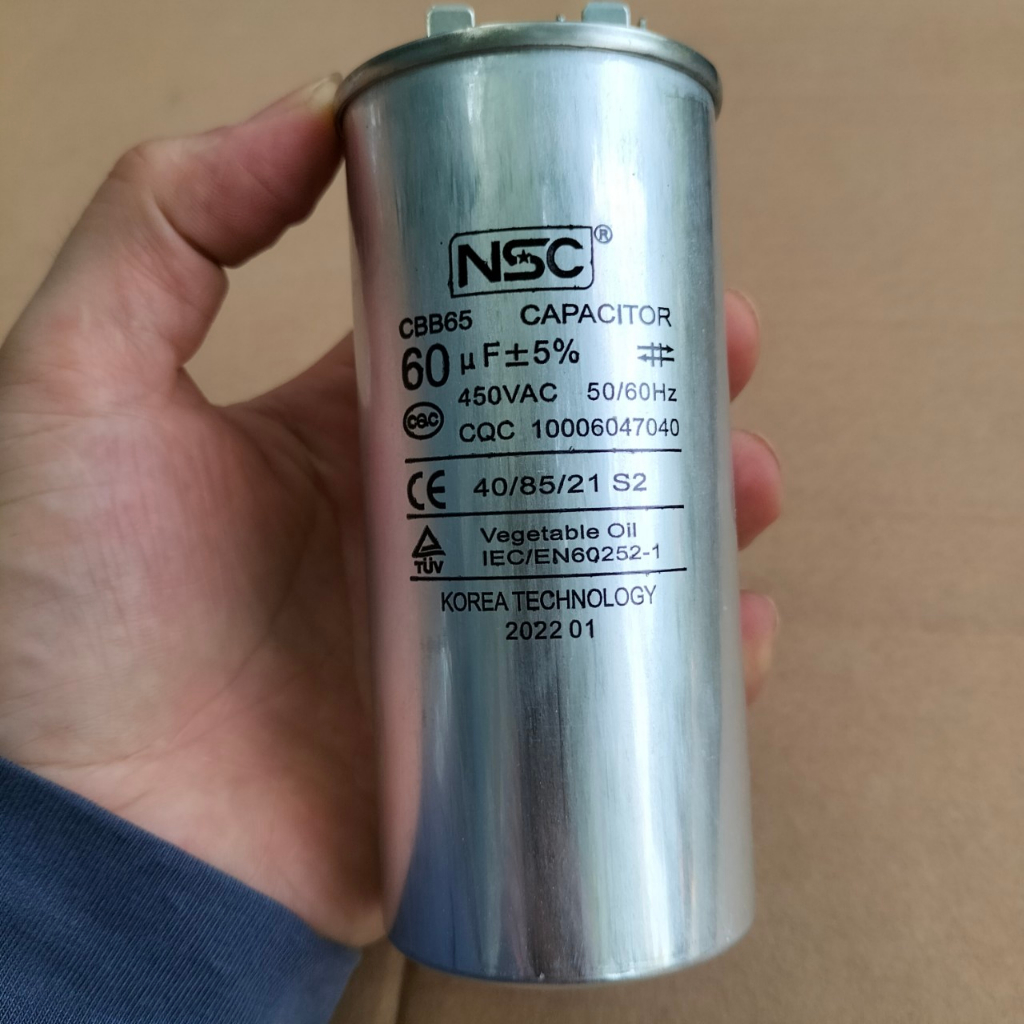 NSC®
CBB65 CAPACITOR
60 μF±5%
450VAC 50/60Hz
CQC CQC 10006047040
CE 40/85/21 S2
Vegetable Oil
TÜV IEC/EN60252-1
KOREA TECHNOLOGY
2022 01